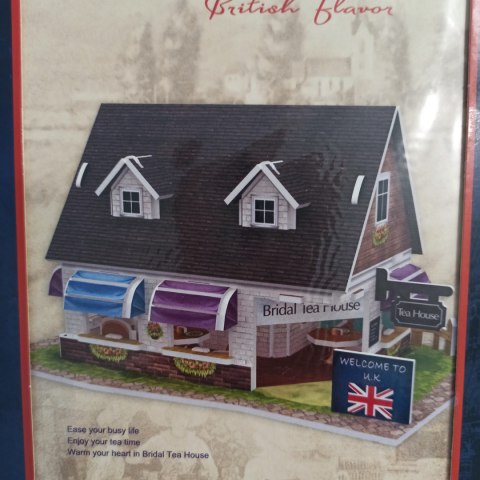 British Flavor
Bridal Tea House
Tea House
WELCOME TO
U.K
Ease your busy life
Enjoy your tea time
Warm your heart in Bridal Tea House